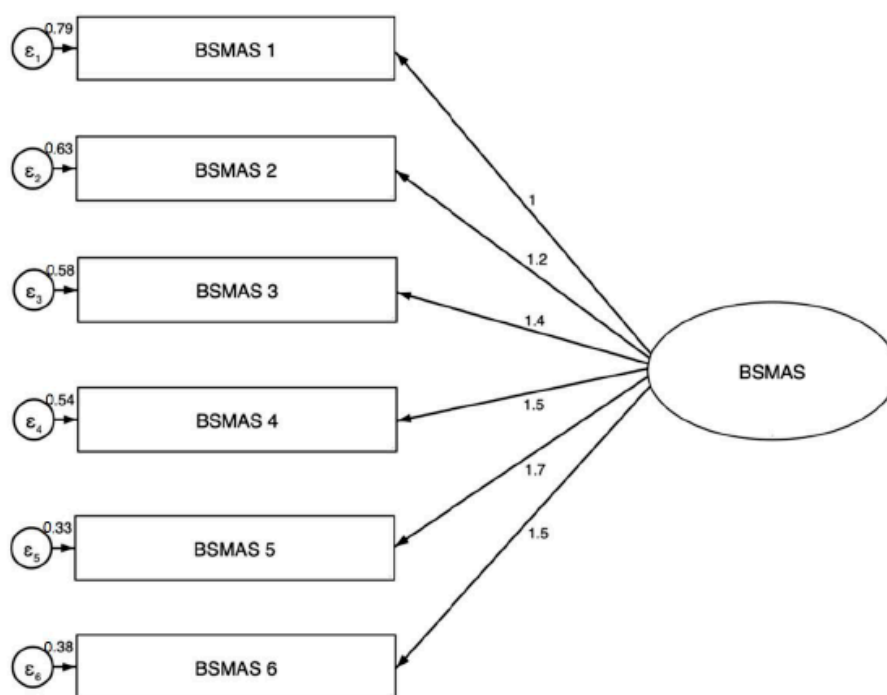 0.79
ε1
BSMAS 1
0.63
ε2
BSMAS 2
1
1.2
0.58
ε3
BSMAS 3
1.4
BSMAS
0.54
ε4
BSMAS 4
1.5
1.7
0.33
ε5
BSMAS 5
1.5
0.38
ε6
BSMAS 6